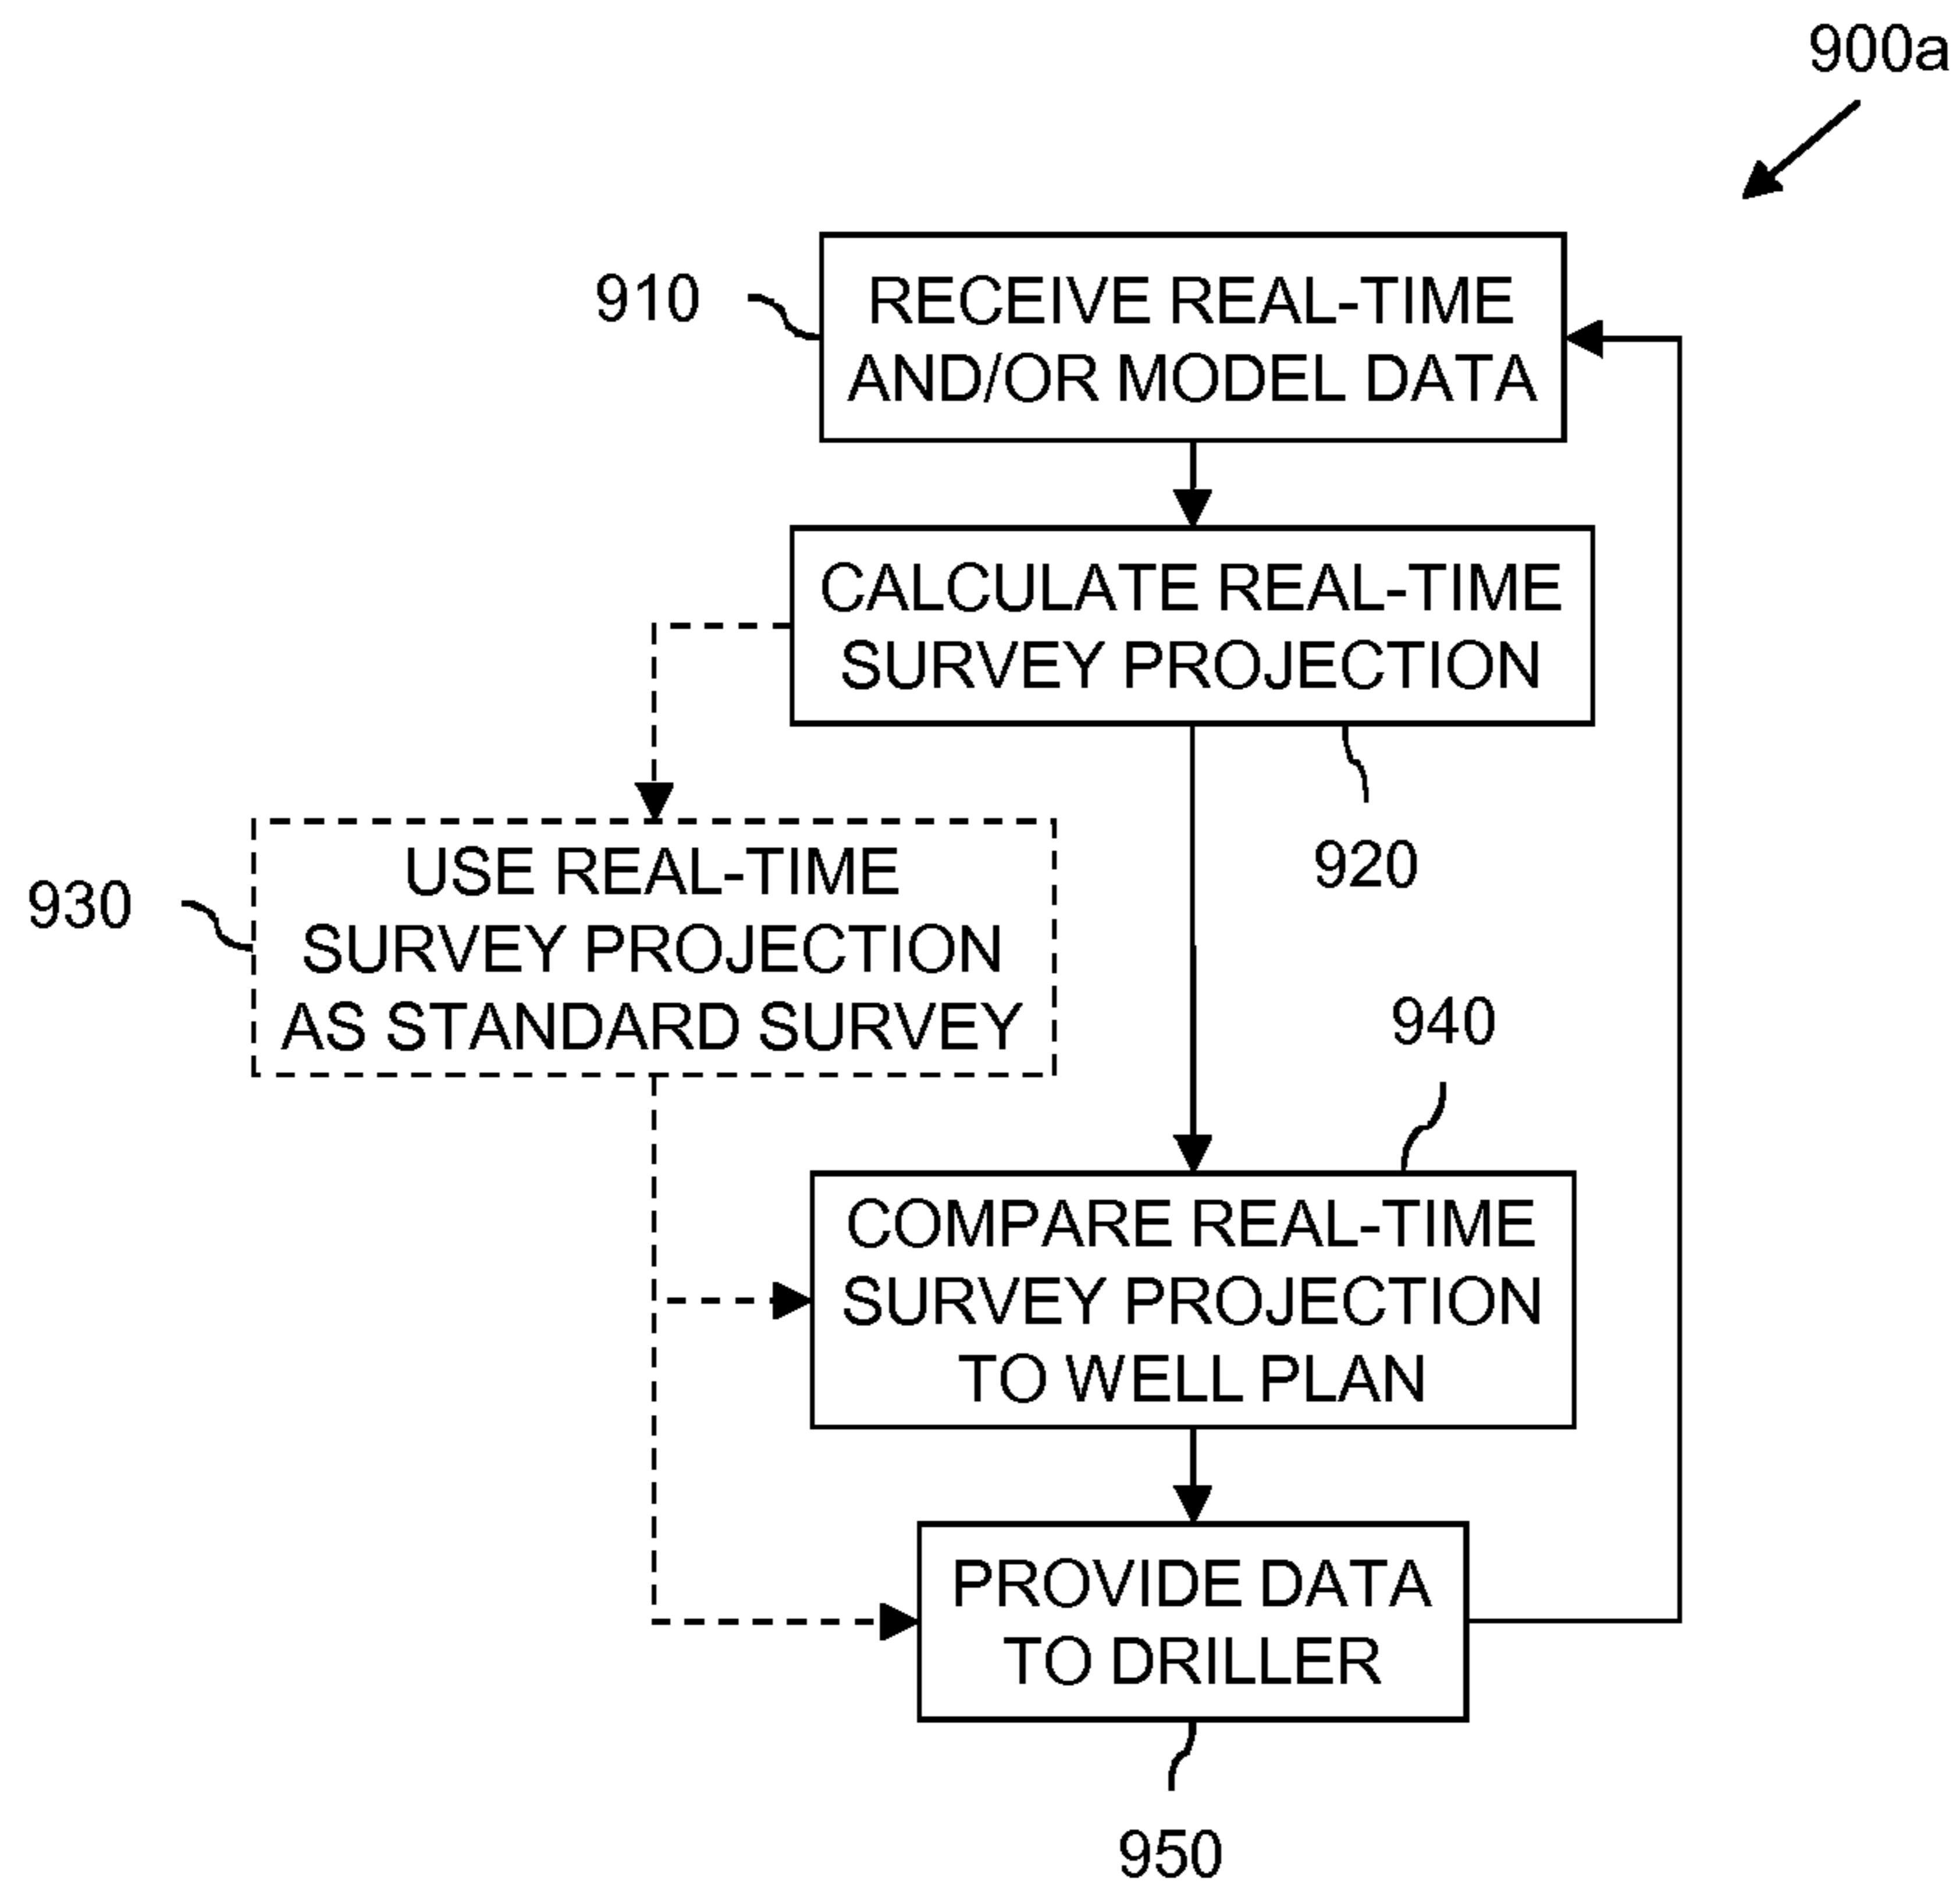 900a
910
RECEIVE REAL-TIME
AND/OR MODEL DATA
CALCULATE REAL-TIME
SURVEY PROJECTION
920
930
USE REAL-TIME
SURVEY PROJECTION
AS STANDARD SURVEY
940
COMPARE REAL-TIME
SURVEY PROJECTION
TO WELL PLAN
PROVIDE DATA
TO DRILLER
950